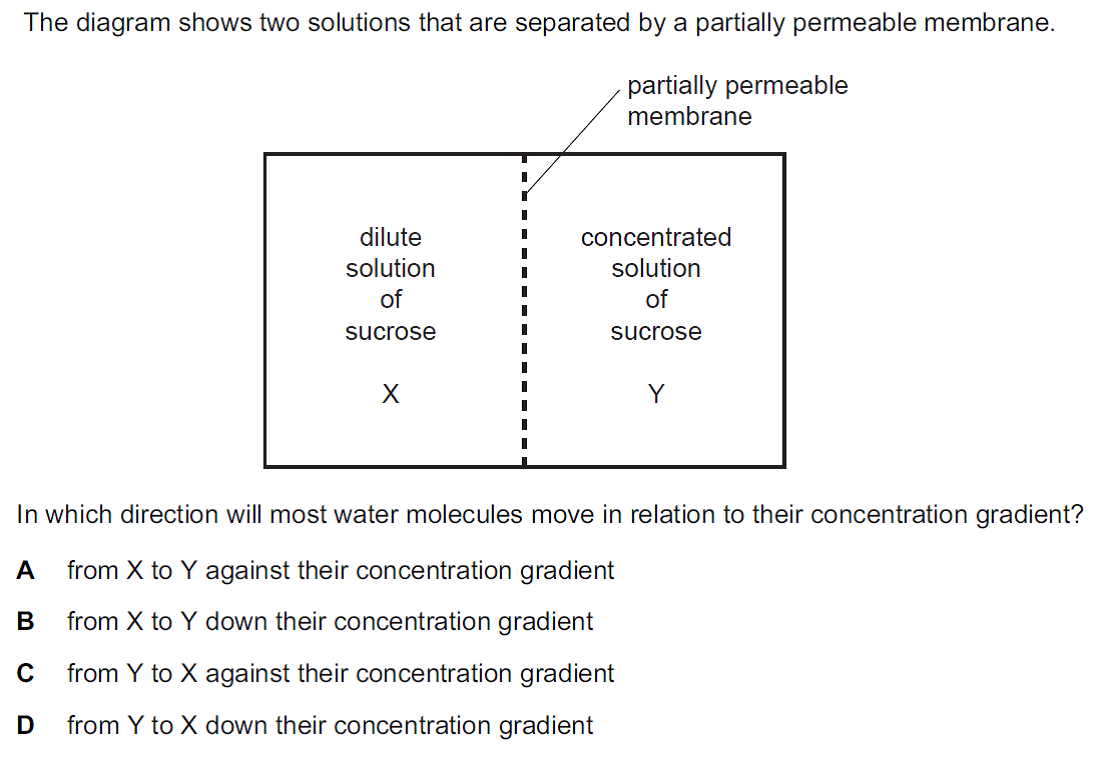 The diagram shows two solutions that are separated by a partially permeable membrane.
partially permeable
membrane
dilute
solution
of
sucrose
X
concentrated
solution
of
sucrose
Y
In which direction will most water molecules move in relation to their concentration gradient?
A from X to Y against their concentration gradient
B from X to Y down their concentration gradient
C from Y to X against their concentration gradient
D from Y to X down their concentration gradient